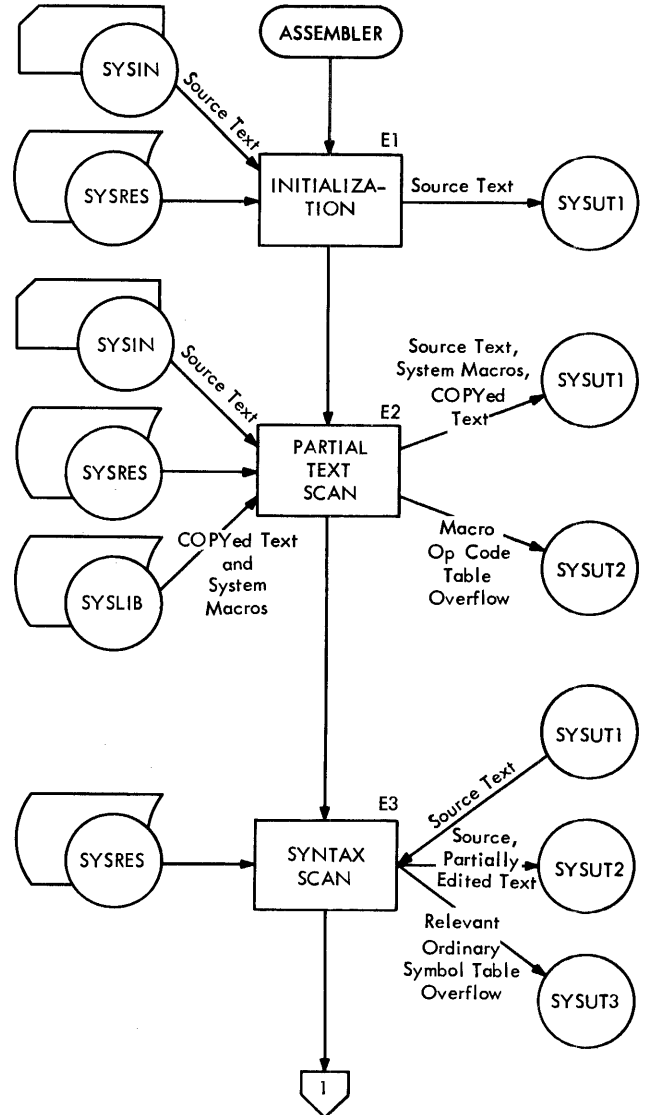 ASSEMBLER
SYSIN
Source Text
E1
SYSRES
INITIALIZA-
TION
Source Text
SYSUT1
SYSIN
Source Text
Source Text,
System Macros,
COPYed
Text
SYSUT1
E2
SYSRES
PARTIAL
TEXT
SCAN
COPYed Text
and
System
Macros
SYSLIB
Macro
Op Code
Table
Overflow
SYSUT2
SYSUT1
Source Text
E3
SYSRES
SYNTAX
SCAN
Source,
Partially
Edited Text
SYSUT2
Relevant
Ordinary
Symbol Table
Overflow
SYSUT3
1